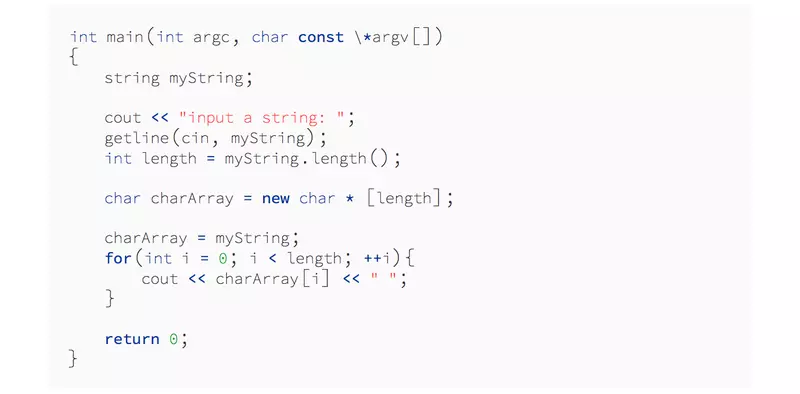 int main(int argc, char const \*argv[])
{
    string myString;

    cout << "input a string: ";
    getline(cin, myString);
    int length = myString.length();

    char charArray = new char * [length];

    charArray = myString;
    for(int i = 0; i < length; ++i){
        cout << charArray[i] << " ";
    }

    return 0;
}